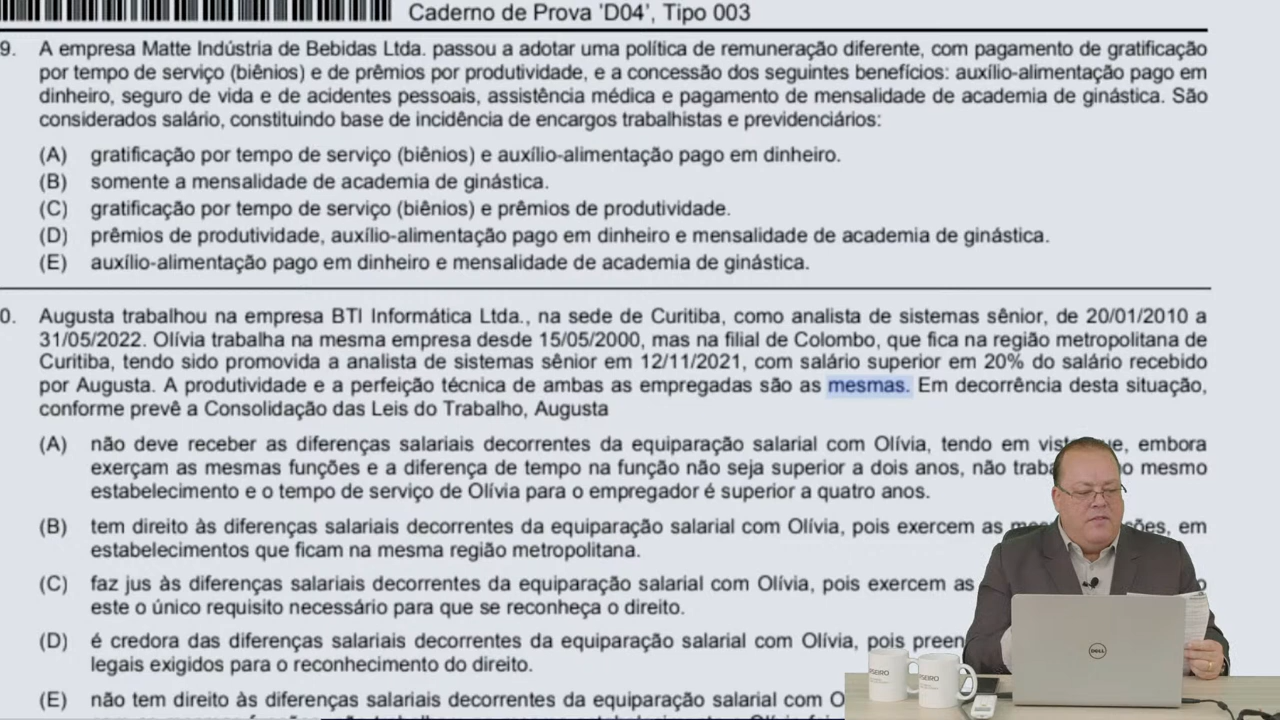 Caderno de Prova 'D04', Tipo 003
9. A empresa Matte Indústria de Bebidas Ltda. passou a adotar uma política de remuneração diferente, com pagamento de gratificação
por tempo de serviço (biênios) e de prêmios por produtividade, e a concessão dos seguintes benefícios: auxílio-alimentação pago em
dinheiro, seguro de vida e de acidentes pessoais, assistência médica e pagamento de mensalidade de academia de ginástica. São
considerados salário, constituindo base de incidência de encargos trabalhistas e previdenciários:
(A) gratificação por tempo de serviço (biênios) e auxílio-alimentação pago em dinheiro.
(B) somente a mensalidade de academia de ginástica.
(C) gratificação por tempo de serviço (biênios) e prêmios de produtividade.
(D) prêmios de produtividade, auxílio-alimentação pago em dinheiro e mensalidade de academia de ginástica.
(E) auxílio-alimentação pago em dinheiro e mensalidade de academia de ginástica.
0. Augusta trabalhou na empresa BTI Informática Ltda., na sede de Curitiba, como analista de sistemas sênior, de 20/01/2010 a
31/05/2022. Olívia trabalha na mesma empresa desde 15/05/2000, mas na filial de Colombo, que fica na região metropolitana de
Curitiba, tendo sido promovida a analista de sistemas sênior em 12/11/2021, com salário superior em 20% do salário recebido
por Augusta. A produtividade e a perfeição técnica de ambas as empregadas são as mesmas. Em decorrência desta situação,
conforme prevê a Consolidação das Leis do Trabalho, Augusta
(A) não deve receber as diferenças salariais decorrentes da equiparação salarial com Olívia, tendo em vista que, embora
exerçam as mesmas funções e a diferença de tempo na função não seja superior a dois anos, não mesmo
estabelecimento e o tempo de serviço de Olívia para o empregador é superior a quatro anos.
(B) tem direito às diferenças salariais decorrentes da equiparação salarial com Olívia, pois exercem as em
estabelecimentos que ficam na mesma região metropolitana.
(C) faz jus às diferenças salariais decorrentes da equiparação salarial com Olívia, pois exercem as
este o único requisito necessário para que se reconheça o direito.
(D) é credora das diferenças salariais decorrentes da equiparação salarial com Olívia, pois
legais exigidos para o reconhecimento do direito.
(E) não tem direito às diferenças salariais decorrentes da equiparação salarial com
DELL